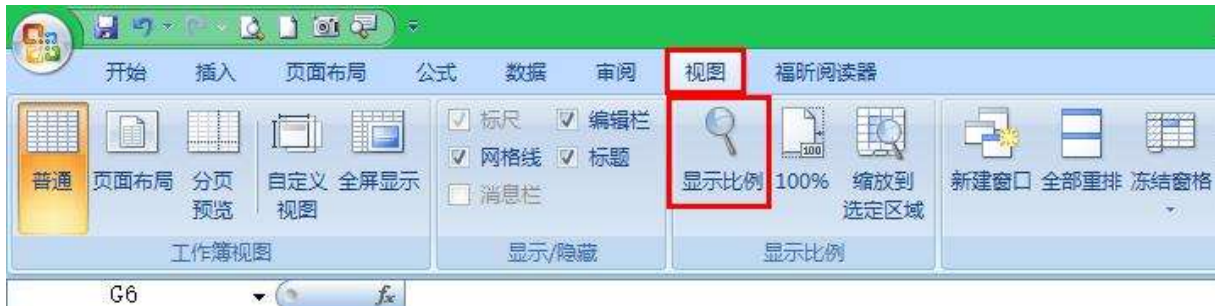 开始 插入 页面布局 公式 数据 审阅 视图 福昕阅读器
标尺 编辑栏
100
普通 页面布局 分页 自定义 全屏显示 网格线 标题 显示比例 100% 缩放到 新建窗口 全部重排 冻结窗格
预览 视图 消息栏 选定区域
工作簿视图 显示/隐藏 显示比例
G6 fx